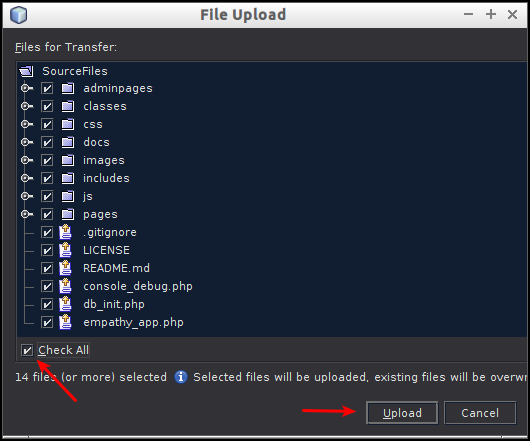 File Upload
Files for Transfer:
SourceFiles
adminpages
classes
css
docs
images
includes
js
pages
.gitignore
LICENSE
README.md
console_debug.php
db_init.php
empathy_app.php
Check All
14 files (or more) selected Selected files will be uploaded, existing files will be overwr
Upload Cancel